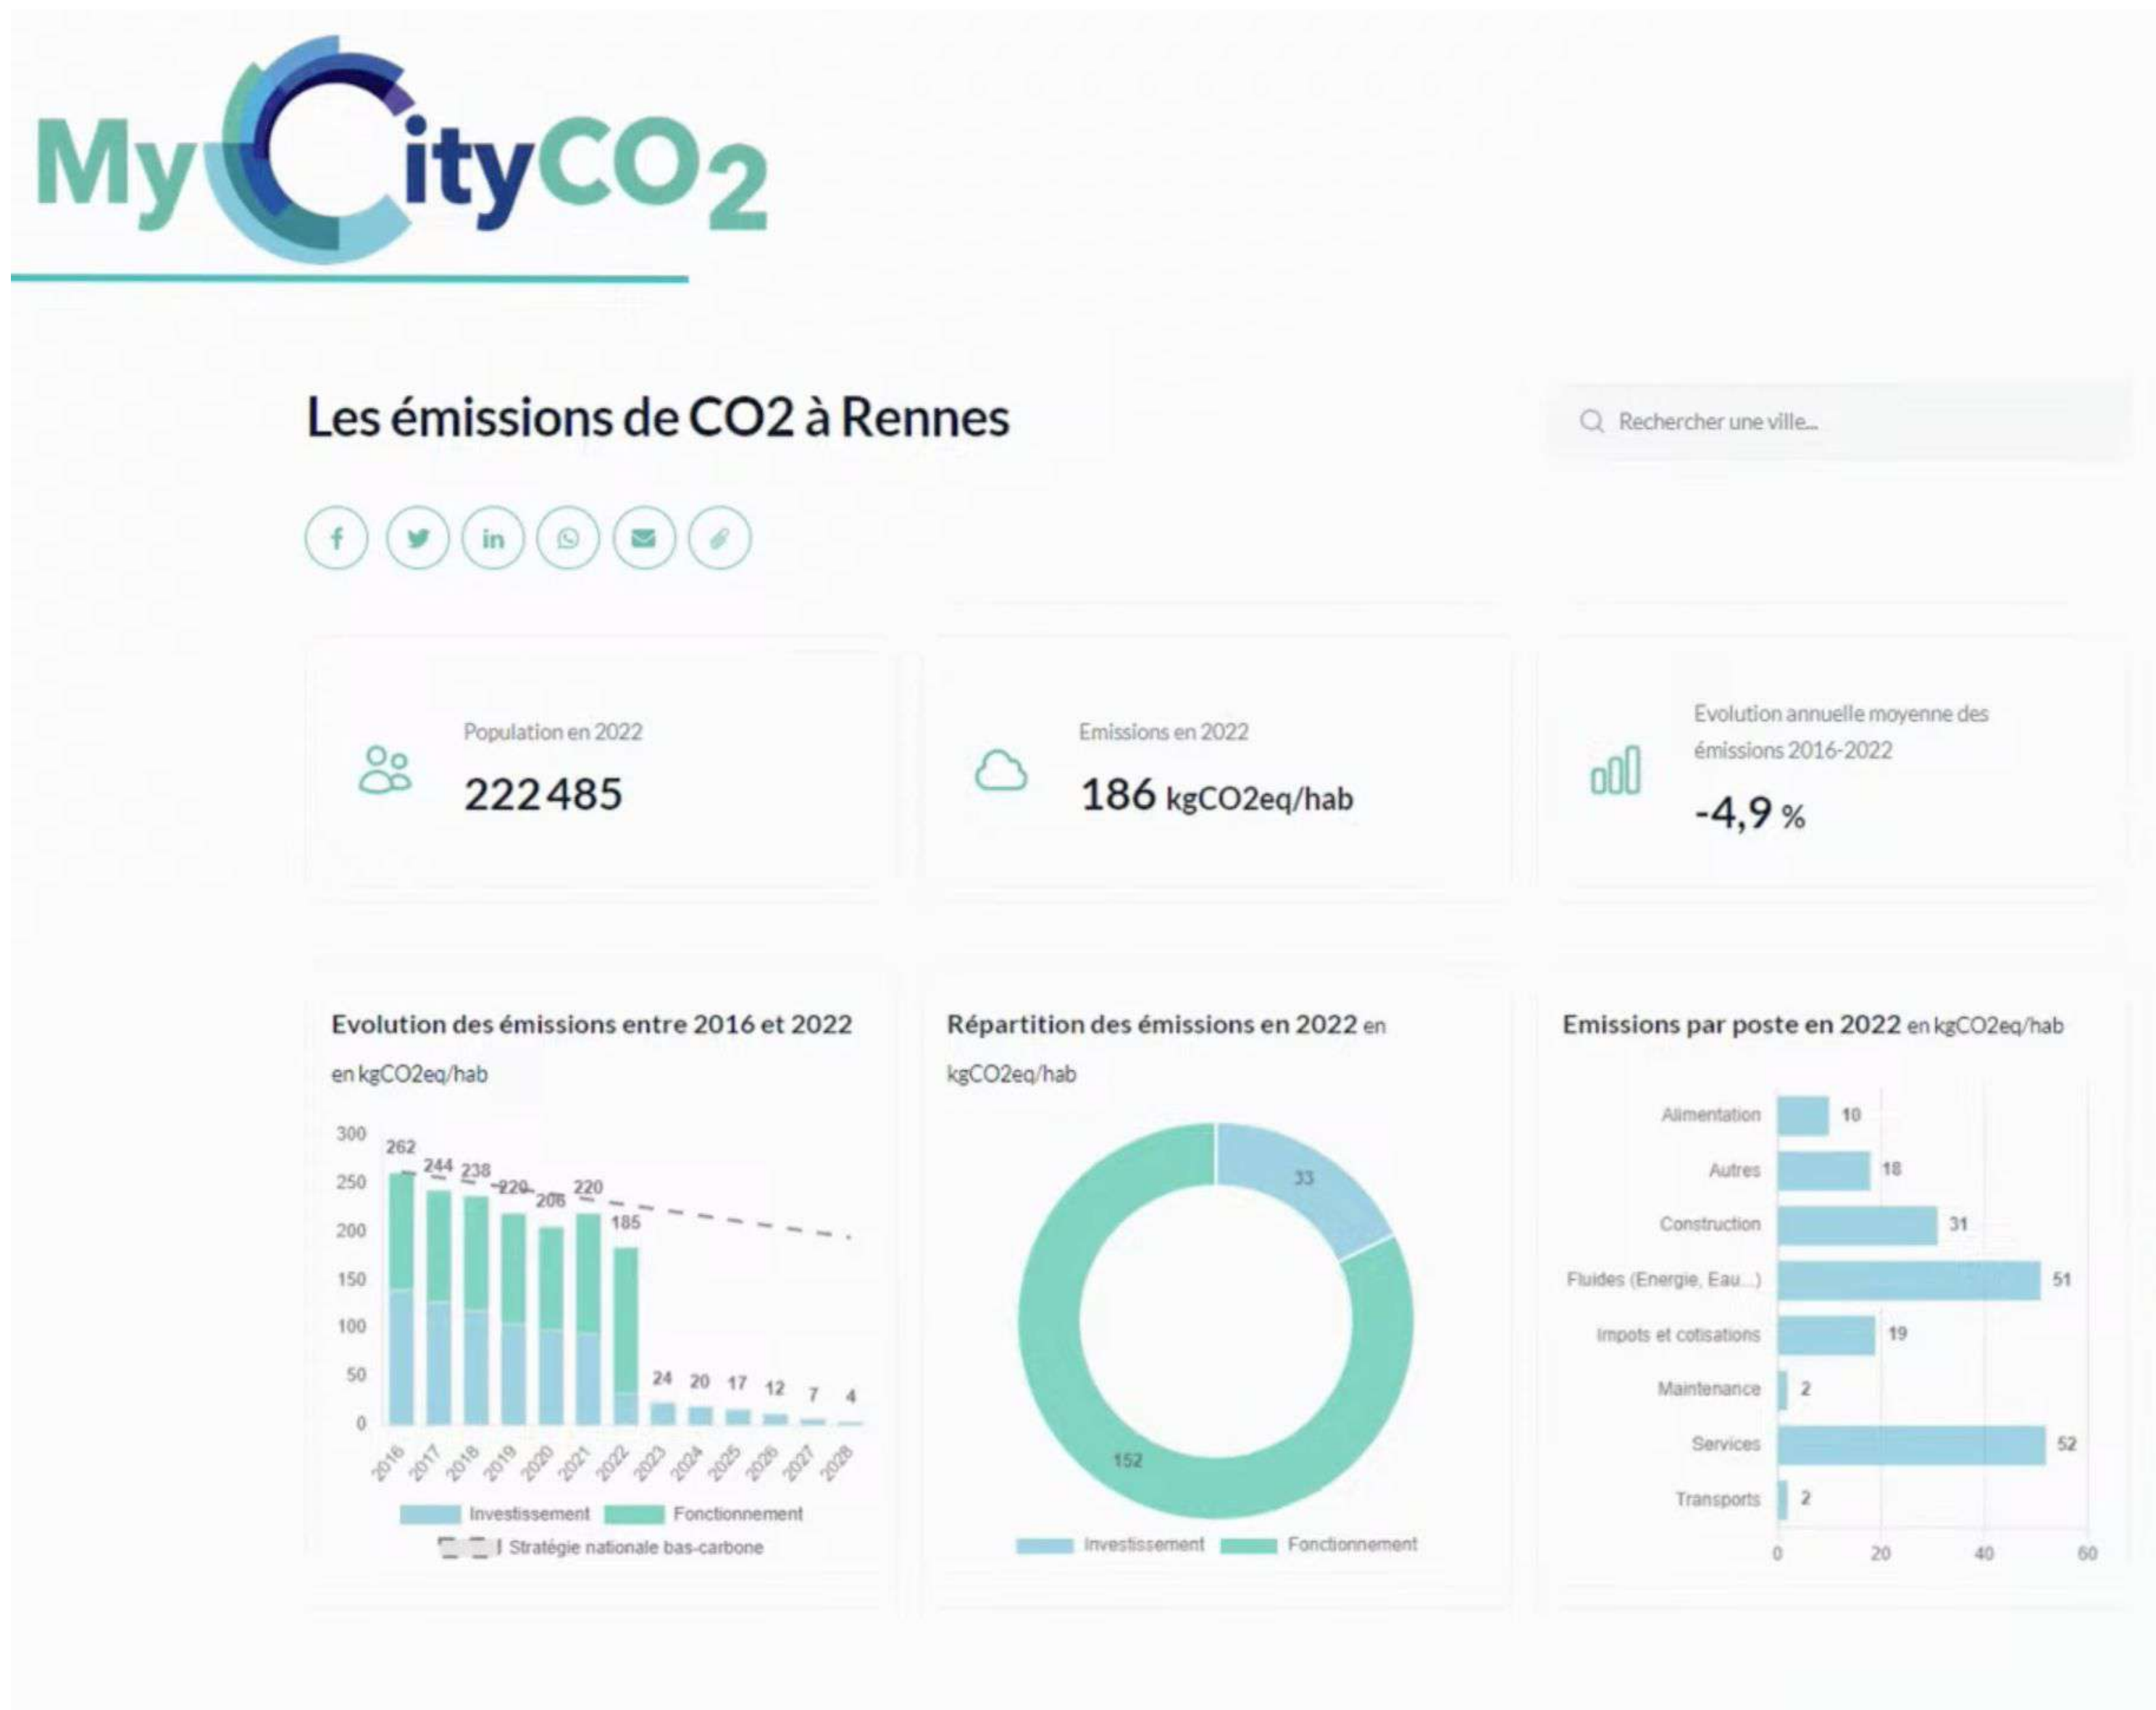 MyCityCO2
Les émissions de CO2 à Rennes
Rechercher une ville...
Population en 2022
222 485
Emissions en 2022
186 kgCO2eq/hab
Evolution annuelle moyenne des
émissions 2016-2022
-4,9 %
Evolution des émissions entre 2016 et 2022
en kgCO2eq/hab
300
250
200
150
100
50
0
262
244
238
220
206
220
185
24
20
17
12
7
4
2016
2017
2018
2019
2020
2021
2022
2023
2024
2025
2026
2027
2028
Investissement
Fonctionnement
Stratégie nationale bas-carbone
Répartition des émissions en 2022 en
kgCO2eq/hab
33
152
Investissement
Fonctionnement
Emissions par poste en 2022 en kgCO2eq/hab
Alimentation 10
Autres 18
Construction 31
Fluides (Energie, Eau...) 51
Impots et cotisations 19
Maintenance 2
Services 52
Transports 2
0 20 40 60